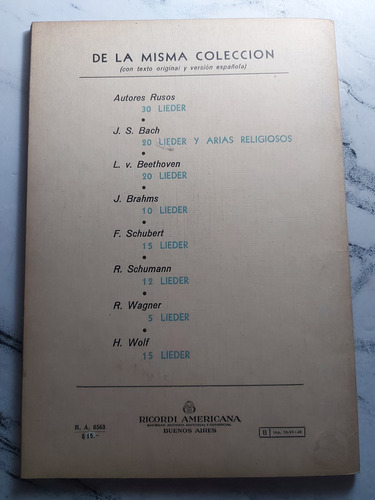 DE LA MISMA COLECCION
(con texto original y versión española)
Autores Rusos
30 LIEDER
J. S. Bach
20 LIEDER Y ARIAS RELIGIOSOS
L. v. Beethoven
20 LIEDER
J. Brahms
10 LIEDER
F. Schubert
15 LIEDER
R. Schumann
12 LIEDER
R. Wagner
5 LIEDER
H. Wolf
15 LIEDER
RICORDI AMERICANA
BUENOS AIRES
R. A. 8568
$ 15.-
B